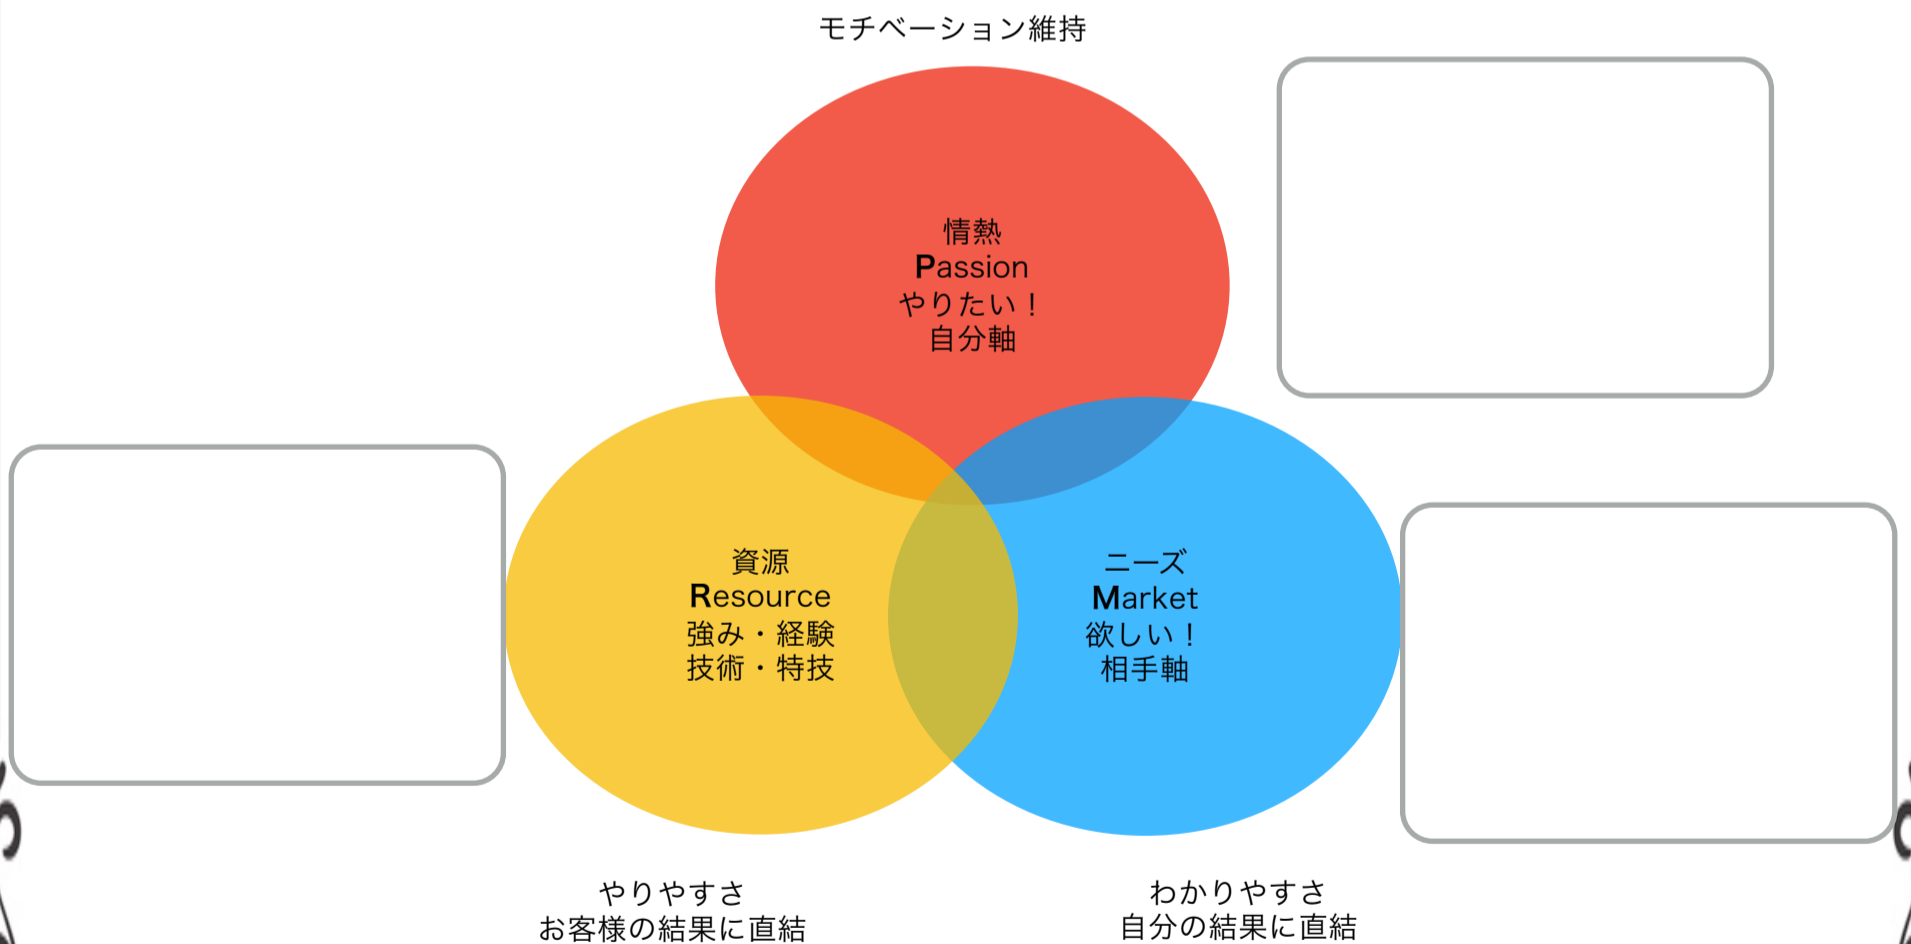 モチベーション維持
情熱
Passion
やりたい！
自分軸
資源
Resource
強み・経験
技術・特技
ニーズ
Market
欲しい！
相手軸
やりやすさ
お客様の結果に直結
わかりやすさ
自分の結果に直結